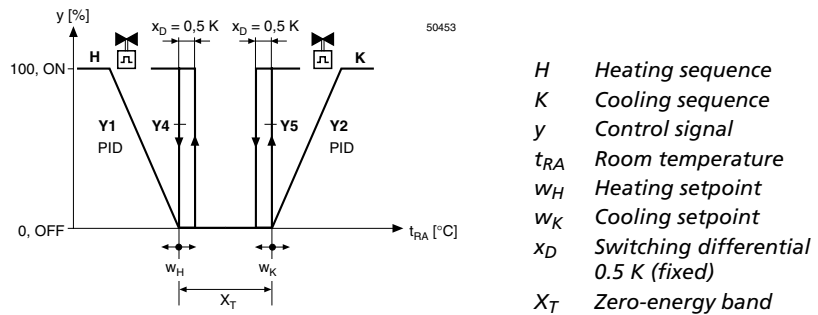 y [%]
x_D = 0,5 K
x_D = 0,5 K
50453
H
K
100, ON
Y1
PID
Y4
Y5
Y2
PID
0, OFF
t_RA [°C]
w_H
w_K
X_T
H Heating sequence
K Cooling sequence
y Control signal
t_RA Room temperature
w_H Heating setpoint
w_K Cooling setpoint
x_D Switching differential
0.5 K (fixed)
X_T Zero-energy band